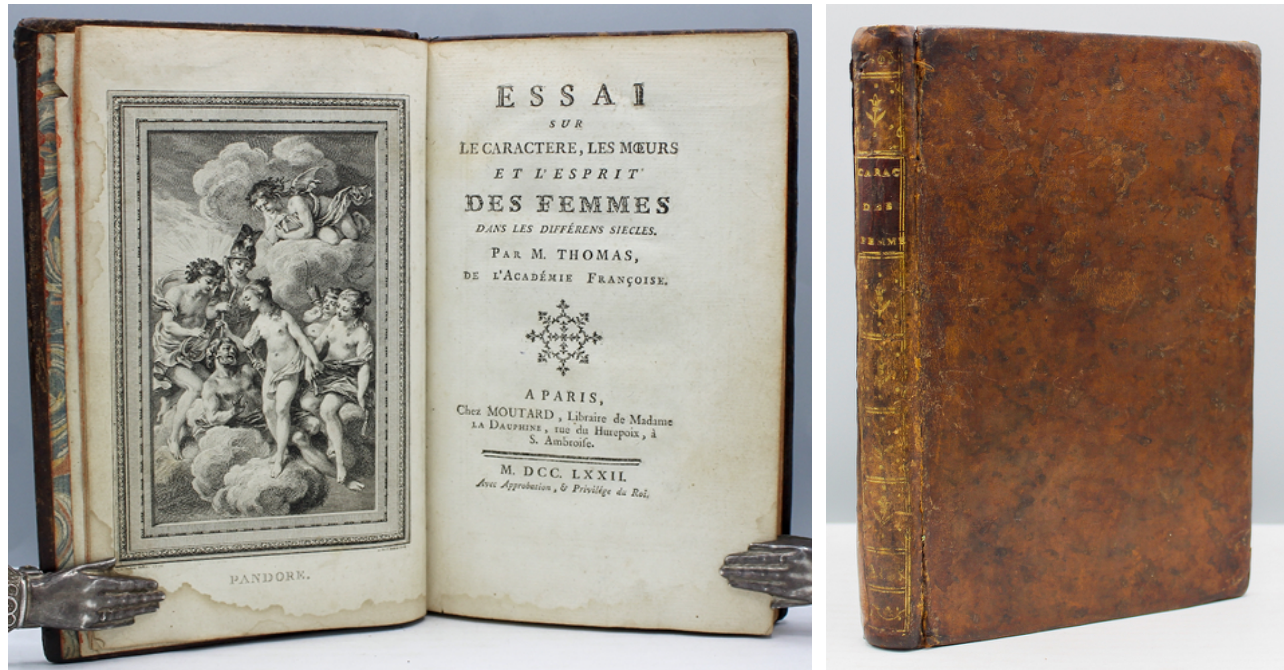 PANDORE.
ESSAI
SUR
LE CARACTERE, LES MŒURS
ET L'ESPRIT
DES FEMMES
DANS LES DIFFÉRENS SIECLES.
PAR M. THOMAS,
DE L'ACADÉMIE FRANÇOISE.
A PARIS,
Chez MOUTARD, Libraire de Madame
LA DAUPHINE, rue du Hurepoix, à
S. Ambroise.
M. DCC. LXXII.
Avec Approbation, & Privilége du Roi.
CARAC
DES
FEMME